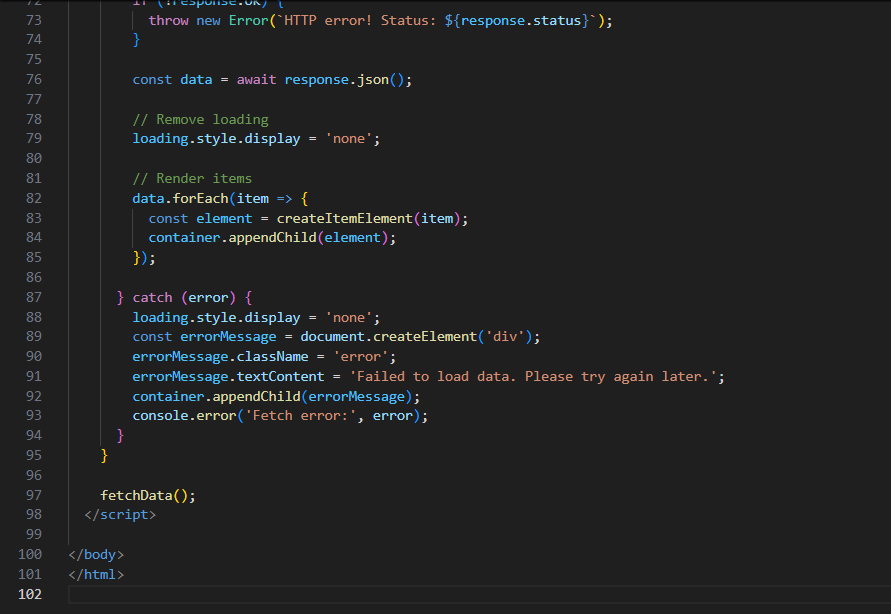 72 if (!response.ok) {
73 throw new Error(`HTTP error! Status: ${response.status}`);
74 }
75
76 const data = await response.json();
77
78 // Remove loading
79 loading.style.display = 'none';
80
81 // Render items
82 data.forEach(item => {
83 const element = createItemElement(item);
84 container.appendChild(element);
85 });
86
87 } catch (error) {
88 loading.style.display = 'none';
89 const errorMessage = document.createElement('div');
90 errorMessage.className = 'error';
91 errorMessage.textContent = 'Failed to load data. Please try again later.';
92 container.appendChild(errorMessage);
93 console.error('Fetch error:', error);
94 }
95 }
96
97 fetchData();
98 </script>
99
100 </body>
101 </html>
102